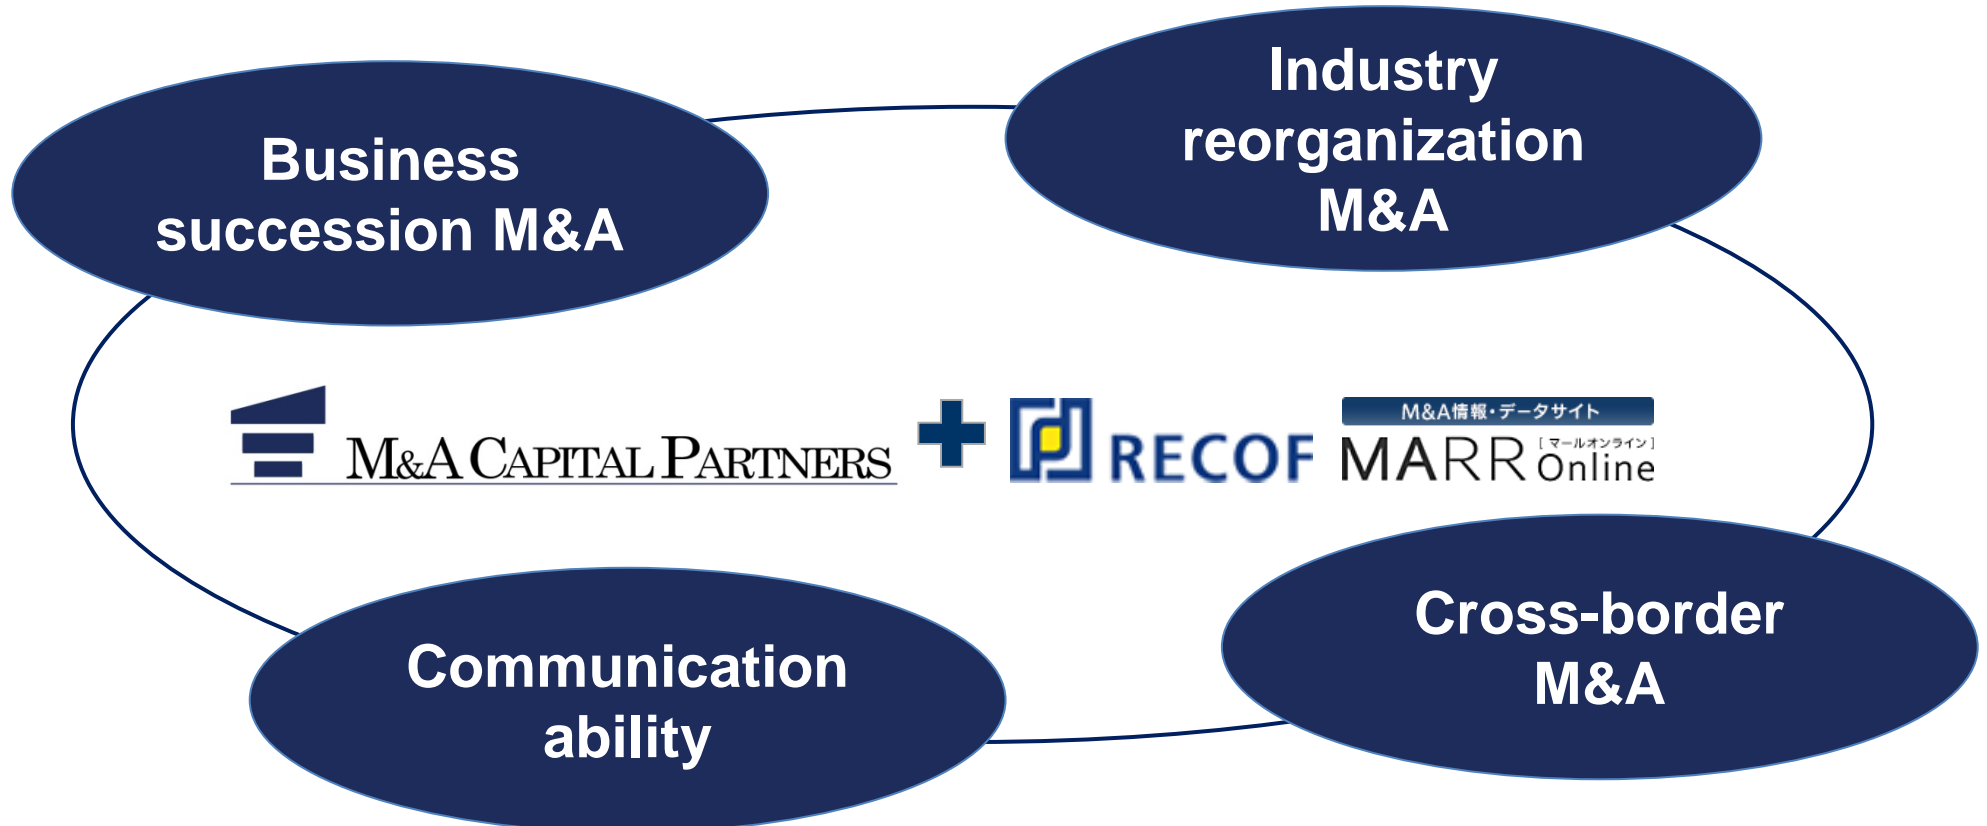 Business
succession M&A
Industry
reorganization
M&A
M&A CAPITAL PARTNERS
RECOF
M&A情報・データサイト
MARR
[マールオンライン]
Online
Communication
ability
Cross-border
M&A